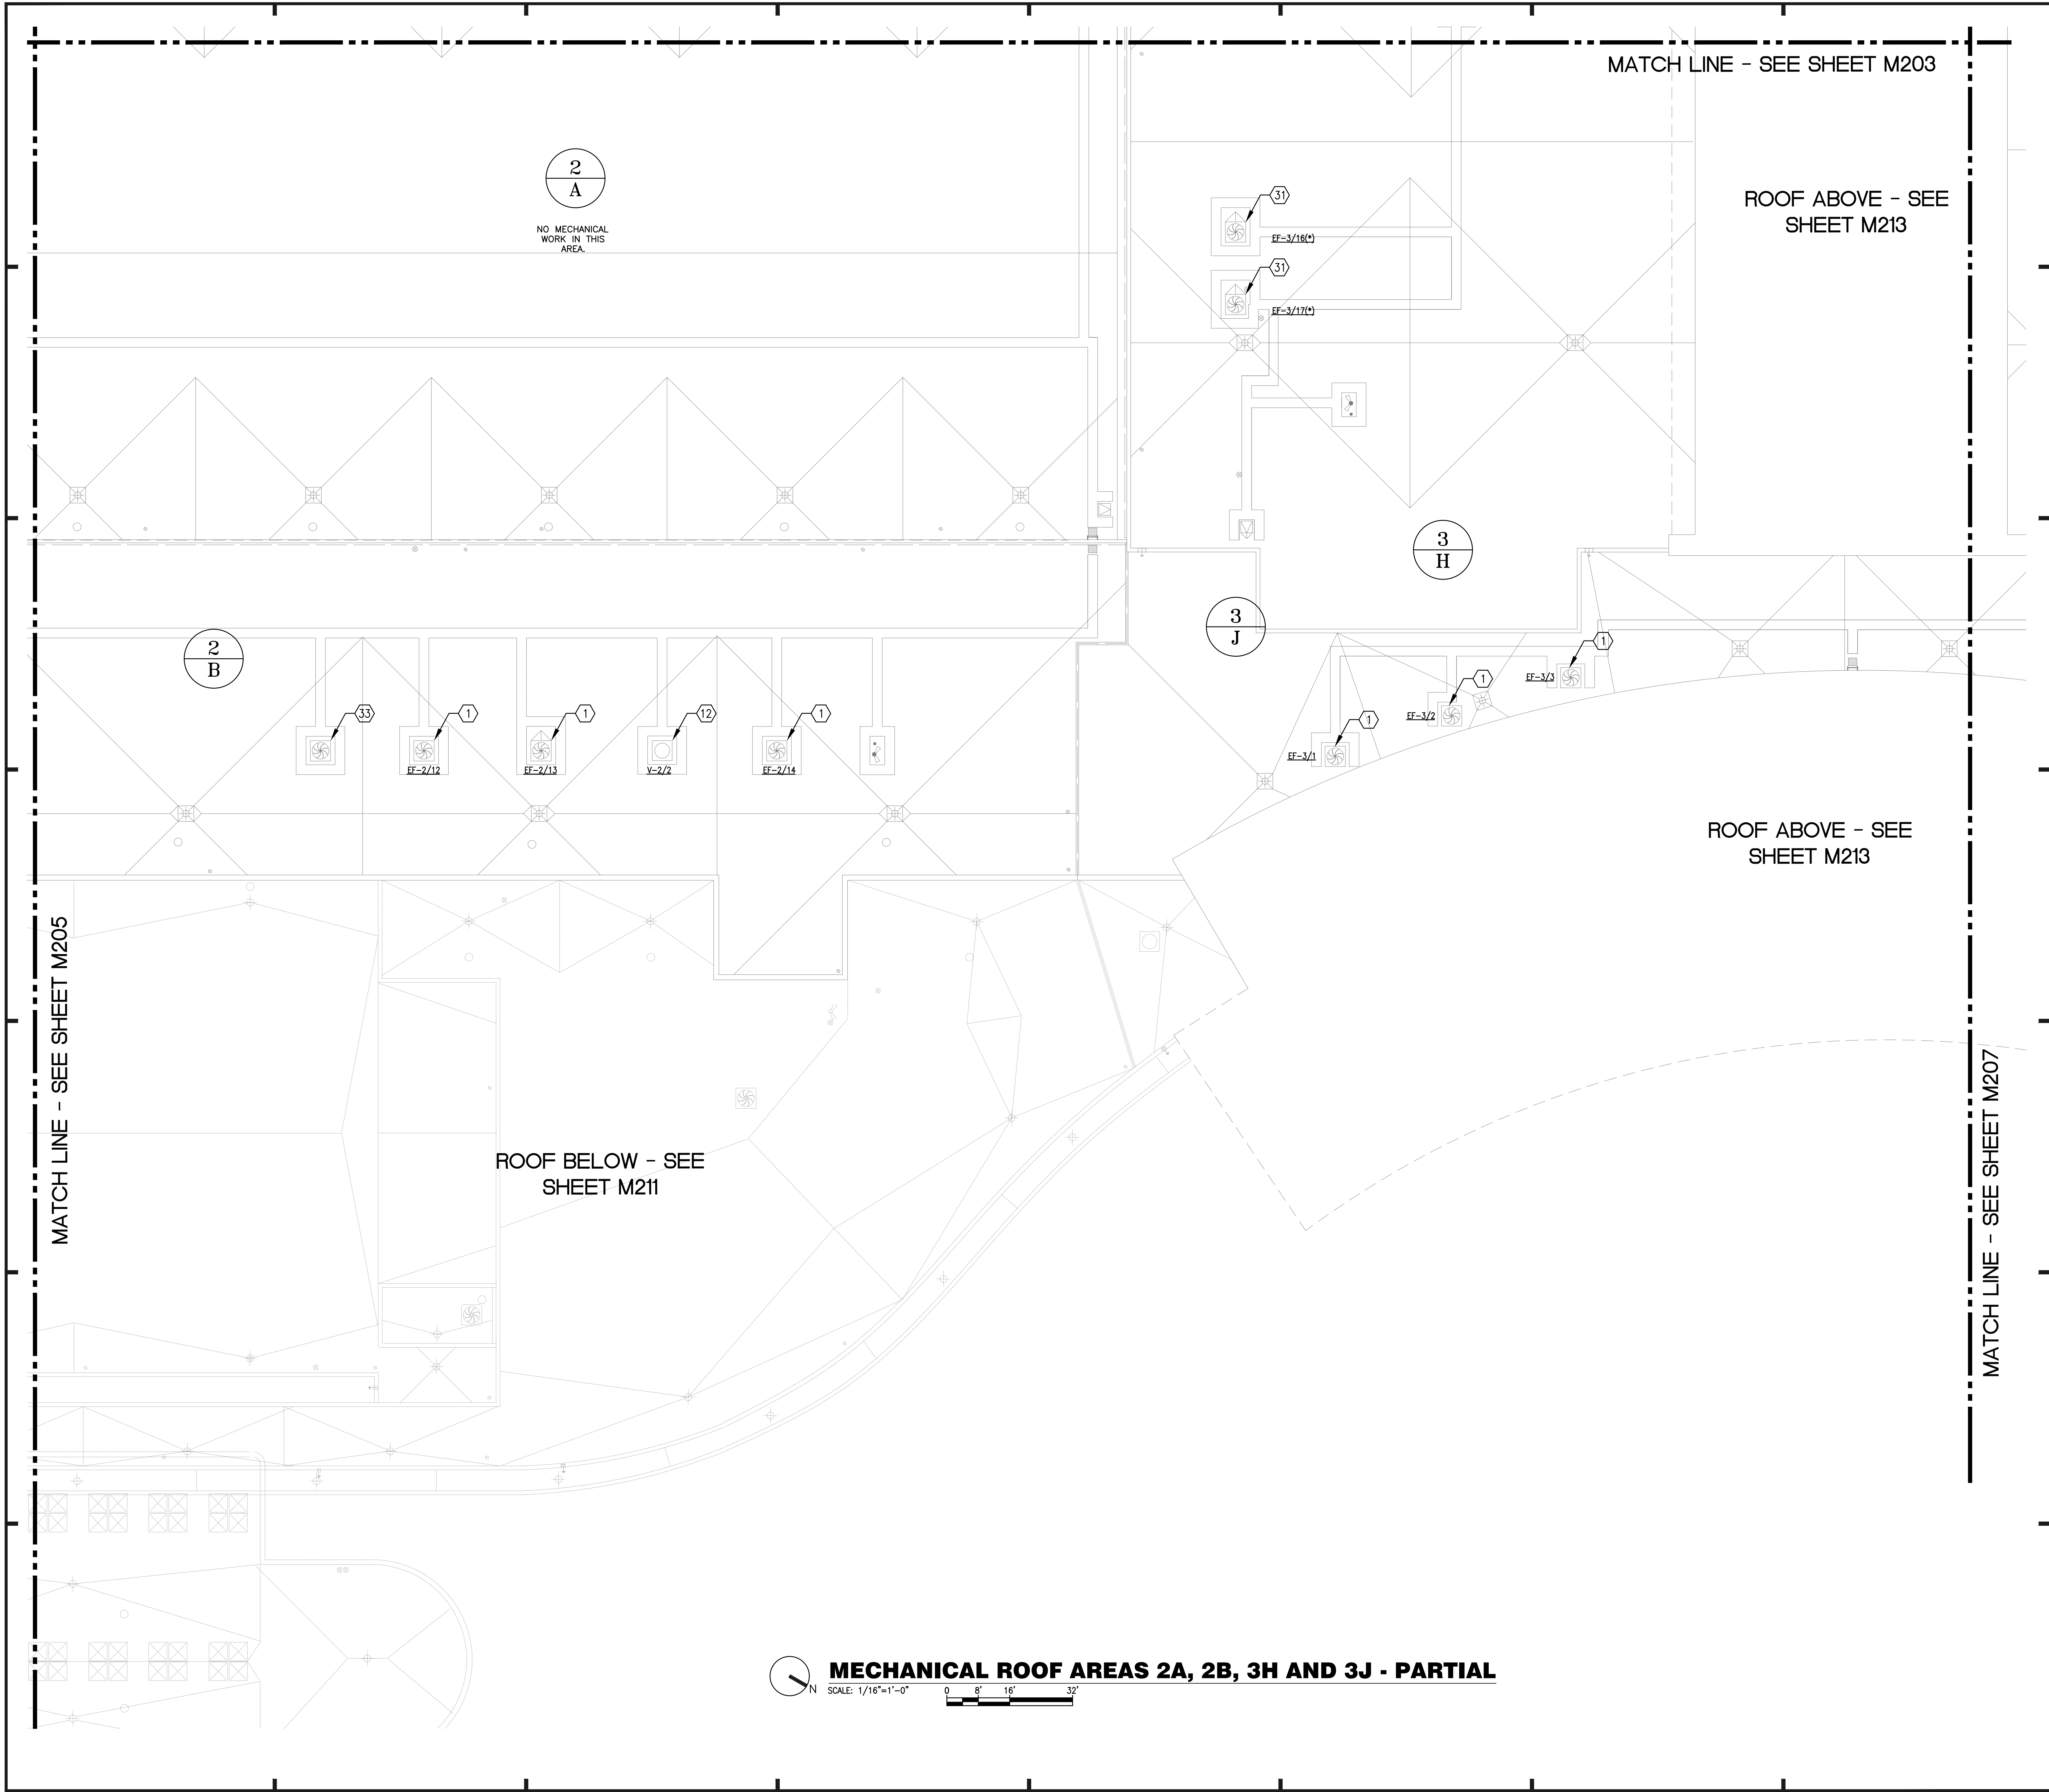 MATCH LINE - SEE SHEET M203
2
A
NO MECHANICAL
WORK IN THIS
AREA.
ROOF ABOVE - SEE
SHEET M213
31
EF-3/16(*)
31
EF-3/17(*)
3
H
3
J
2
B
33
1
EF-2/12
1
EF-2/13
12
V-2/2
1
EF-2/14
1
EF-3/3
1
EF-3/2
1
EF-3/1
ROOF ABOVE - SEE
SHEET M213
MATCH LINE - SEE SHEET M205
ROOF BELOW - SEE
SHEET M211
MATCH LINE - SEE SHEET M207
N
MECHANICAL ROOF AREAS 2A, 2B, 3H AND 3J - PARTIAL
SCALE: 1/16"=1'-0"
0 8' 16' 32'